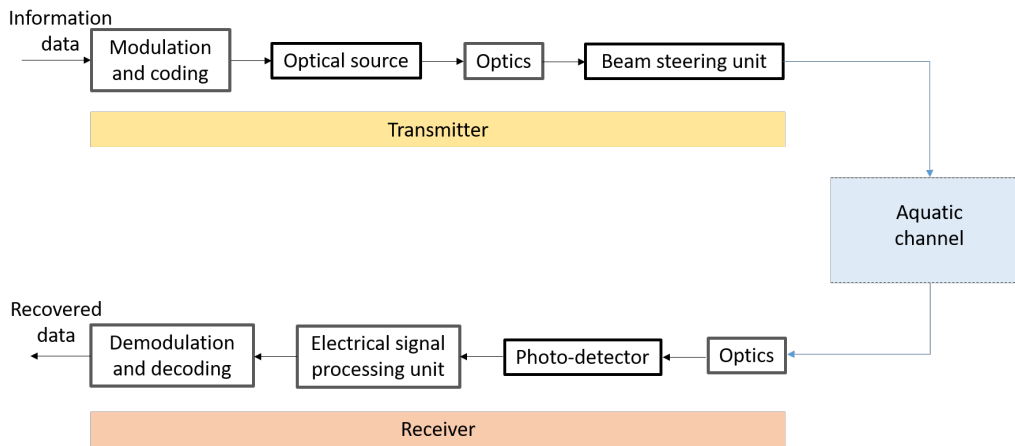 Information
data
Modulation
and coding
Optical source
Optics
Beam steering unit
Transmitter
Aquatic
channel
Recovered
data
Demodulation
and decoding
Electrical signal
processing unit
Photo-detector
Optics
Receiver